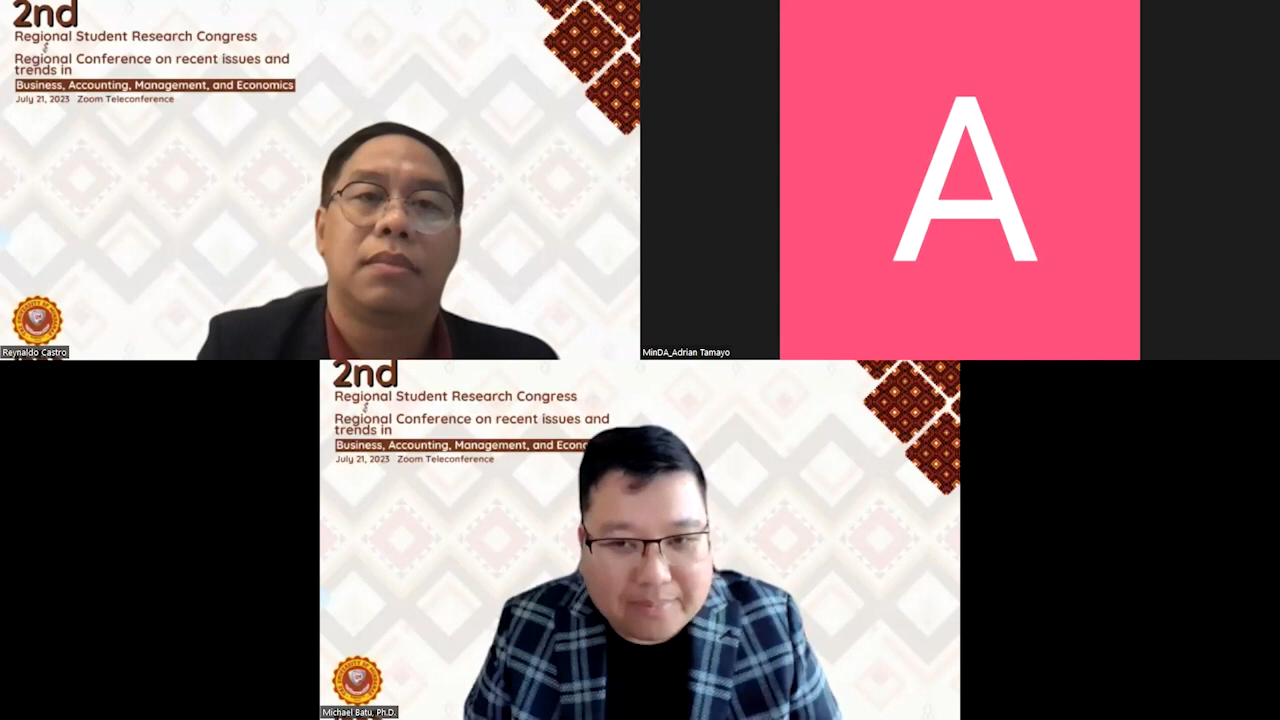 2nd
Regional Student Research Congress
&
Regional Conference on recent issues and
trends in
Business, Accounting, Management, and Economics
July 21, 2023 Zoom Teleconference
Reynaldo Castro
A
MinDA_Adrian Tamayo
2nd
Regional Student Research Congress
&
Regional Conference on recent issues and
trends in
Business, Accounting, Management, and Econo
July 21, 2023 Zoom Teleconference
Michael Batu, Ph.D.